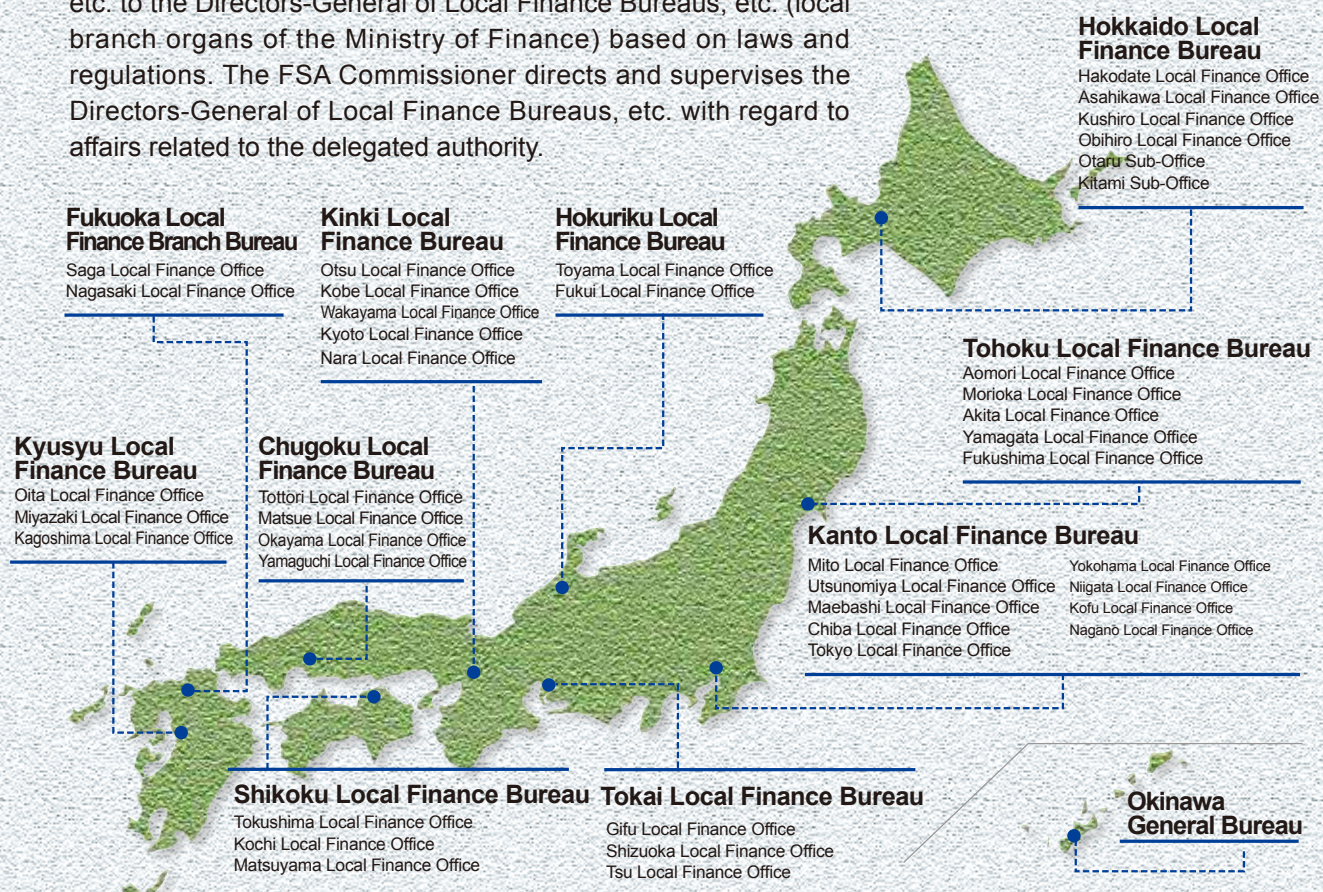 etc. to the Directors-General of Local Finance Bureaus, etc. (local
branch organs of the Ministry of Finance) based on laws and
regulations. The FSA Commissioner directs and supervises the
Directors-General of Local Finance Bureaus, etc. with regard to
affairs related to the delegated authority.
Hokkaido Local
Finance Bureau
Hakodate Local Finance Office
Asahikawa Local Finance Office
Kushiro Local Finance Office
Obihiro Local Finance Office
Otaru Sub-Office
Kitami Sub-Office
Fukuoka Local
Finance Branch Bureau
Saga Local Finance Office
Nagasaki Local Finance Office
Kinki Local
Finance Bureau
Otsu Local Finance Office
Kobe Local Finance Office
Wakayama Local Finance Office
Kyoto Local Finance Office
Nara Local Finance Office
Hokuriku Local
Finance Bureau
Toyama Local Finance Office
Fukui Local Finance Office
Tohoku Local Finance Bureau
Aomori Local Finance Office
Morioka Local Finance Office
Akita Local Finance Office
Yamagata Local Finance Office
Fukushima Local Finance Office
Kyusyu Local
Finance Bureau
Oita Local Finance Office
Miyazaki Local Finance Office
Kagoshima Local Finance Office
Chugoku Local
Finance Bureau
Tottori Local Finance Office
Matsue Local Finance Office
Okayama Local Finance Office
Yamaguchi Local Finance Office
Kanto Local Finance Bureau
Mito Local Finance Office
Utsunomiya Local Finance Office
Maebashi Local Finance Office
Chiba Local Finance Office
Tokyo Local Finance Office
Yokohama Local Finance Office
Niigata Local Finance Office
Kofu Local Finance Office
Nagano Local Finance Office
Shikoku Local Finance Bureau
Tokushima Local Finance Office
Kochi Local Finance Office
Matsuyama Local Finance Office
Tokai Local Finance Bureau
Gifu Local Finance Office
Shizuoka Local Finance Office
Tsu Local Finance Office
Okinawa
General Bureau